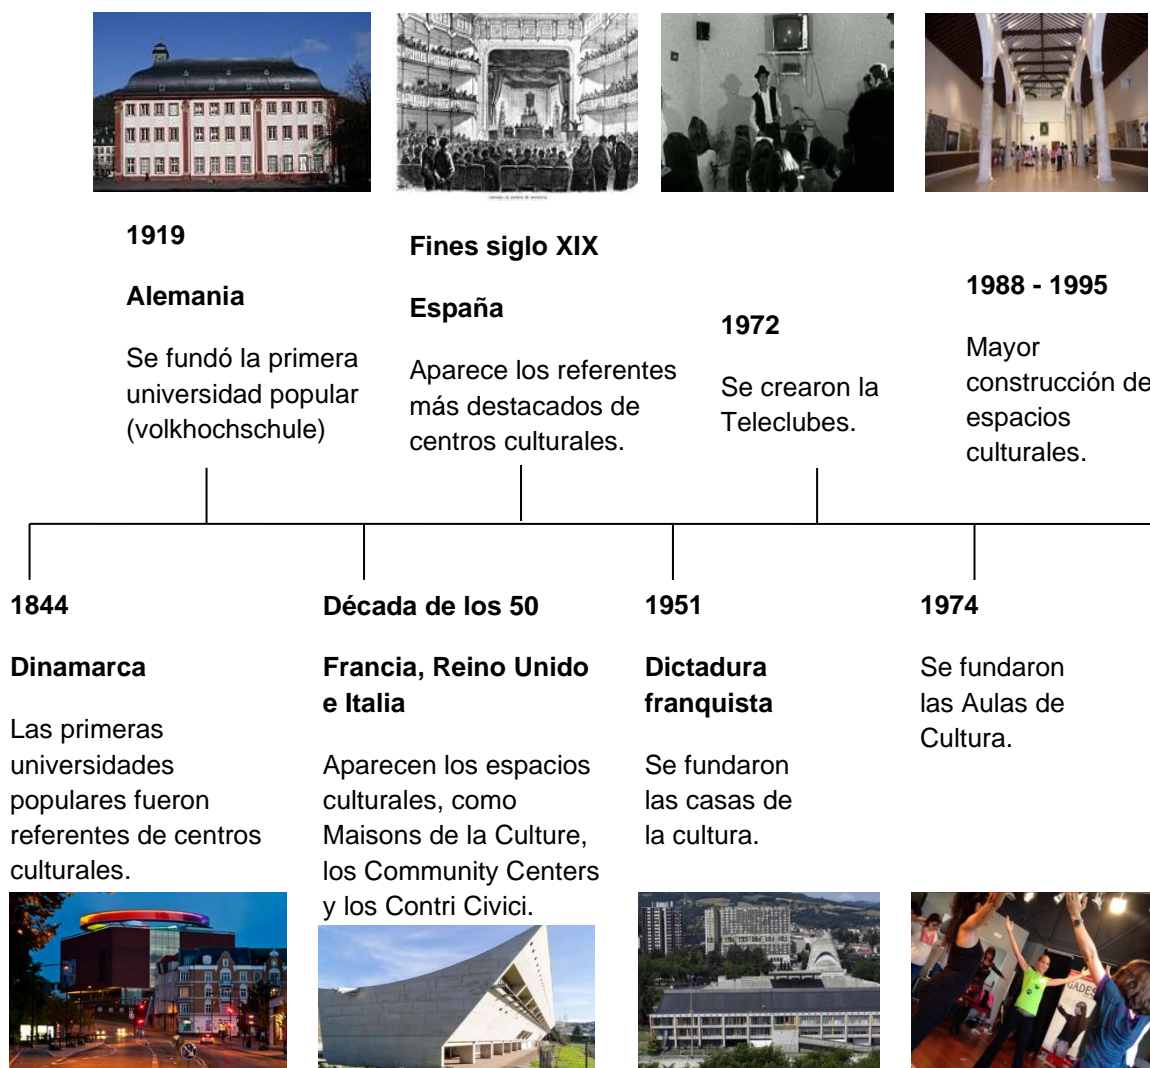 1919
Alemania
Se fundó la primera
universidad popular
(volkhochschule)
Fines siglo XIX
España
Aparece los referentes
más destacados de
centros culturales.
1972
Se crearon la
Teleclubes.
1988 - 1995
Mayor
construcción de
espacios
culturales.
1844
Dinamarca
Las primeras
universidades
populares fueron
referentes de centros
culturales.
Década de los 50
Francia, Reino Unido
e Italia
Aparecen los espacios
culturales, como
Maisons de la Culture,
los Community Centers
y los Contri Civici.
1951
Dictadura
franquista
Se fundaron
las casas de
la cultura.
1974
Se fundaron
las Aulas de
Cultura.
GADES